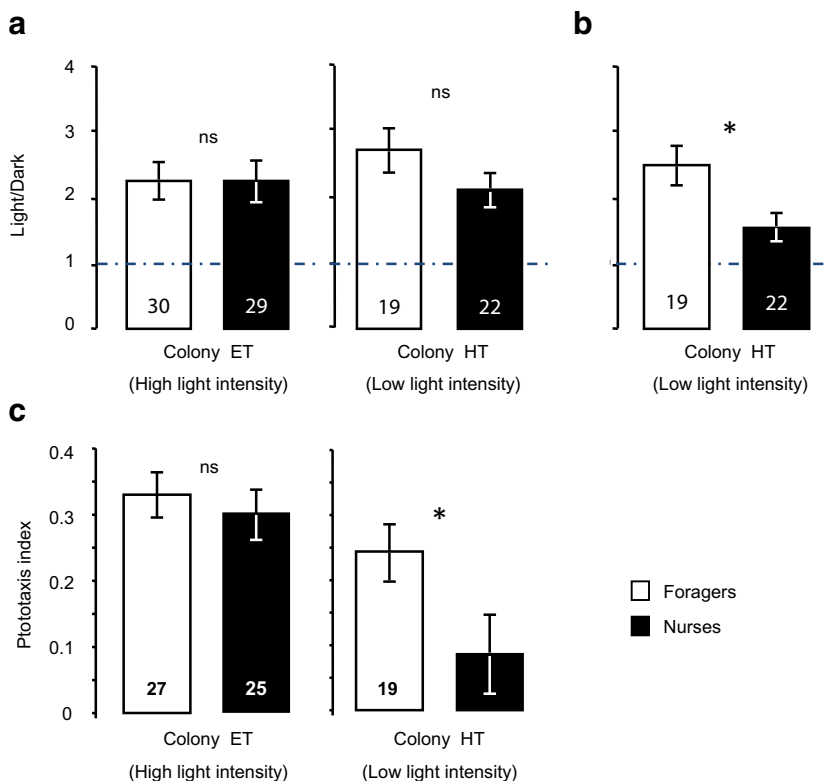 a
b
4
3
2
1
0
Light/Dark
ns
ns
*
30
29
19
22
19
22
Colony ET
(High light intensity)
Colony HT
(Low light intensity)
Colony HT
(Low light intensity)
c
0.4
0.3
0.2
0.1
0
Ptototaxis index
ns
*
27
25
19
Colony ET
(High light intensity)
Colony HT
(Low light intensity)
Foragers
Nurses